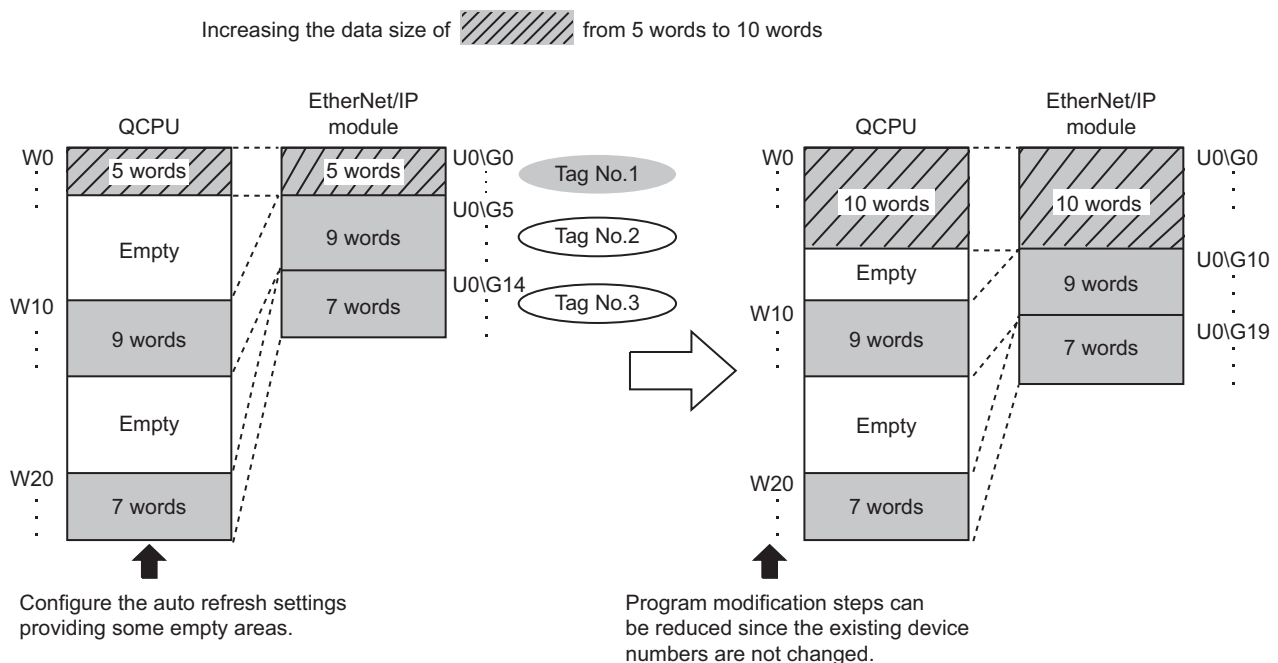 Increasing the data size of from 5 words to 10 words
QCPU
EtherNet/IP
module
W0
5 words
5 words
U0\G0
Tag No.1
Empty
U0\G5
9 words
Tag No.2
U0\G14
7 words
Tag No.3
W10
9 words
Empty
W20
7 words
Configure the auto refresh settings
providing some empty areas.
QCPU
EtherNet/IP
module
W0
U0\G0
10 words
10 words
Empty
U0\G10
9 words
W10
9 words
7 words
U0\G19
Empty
W20
7 words
Program modification steps can
be reduced since the existing device
numbers are not changed.